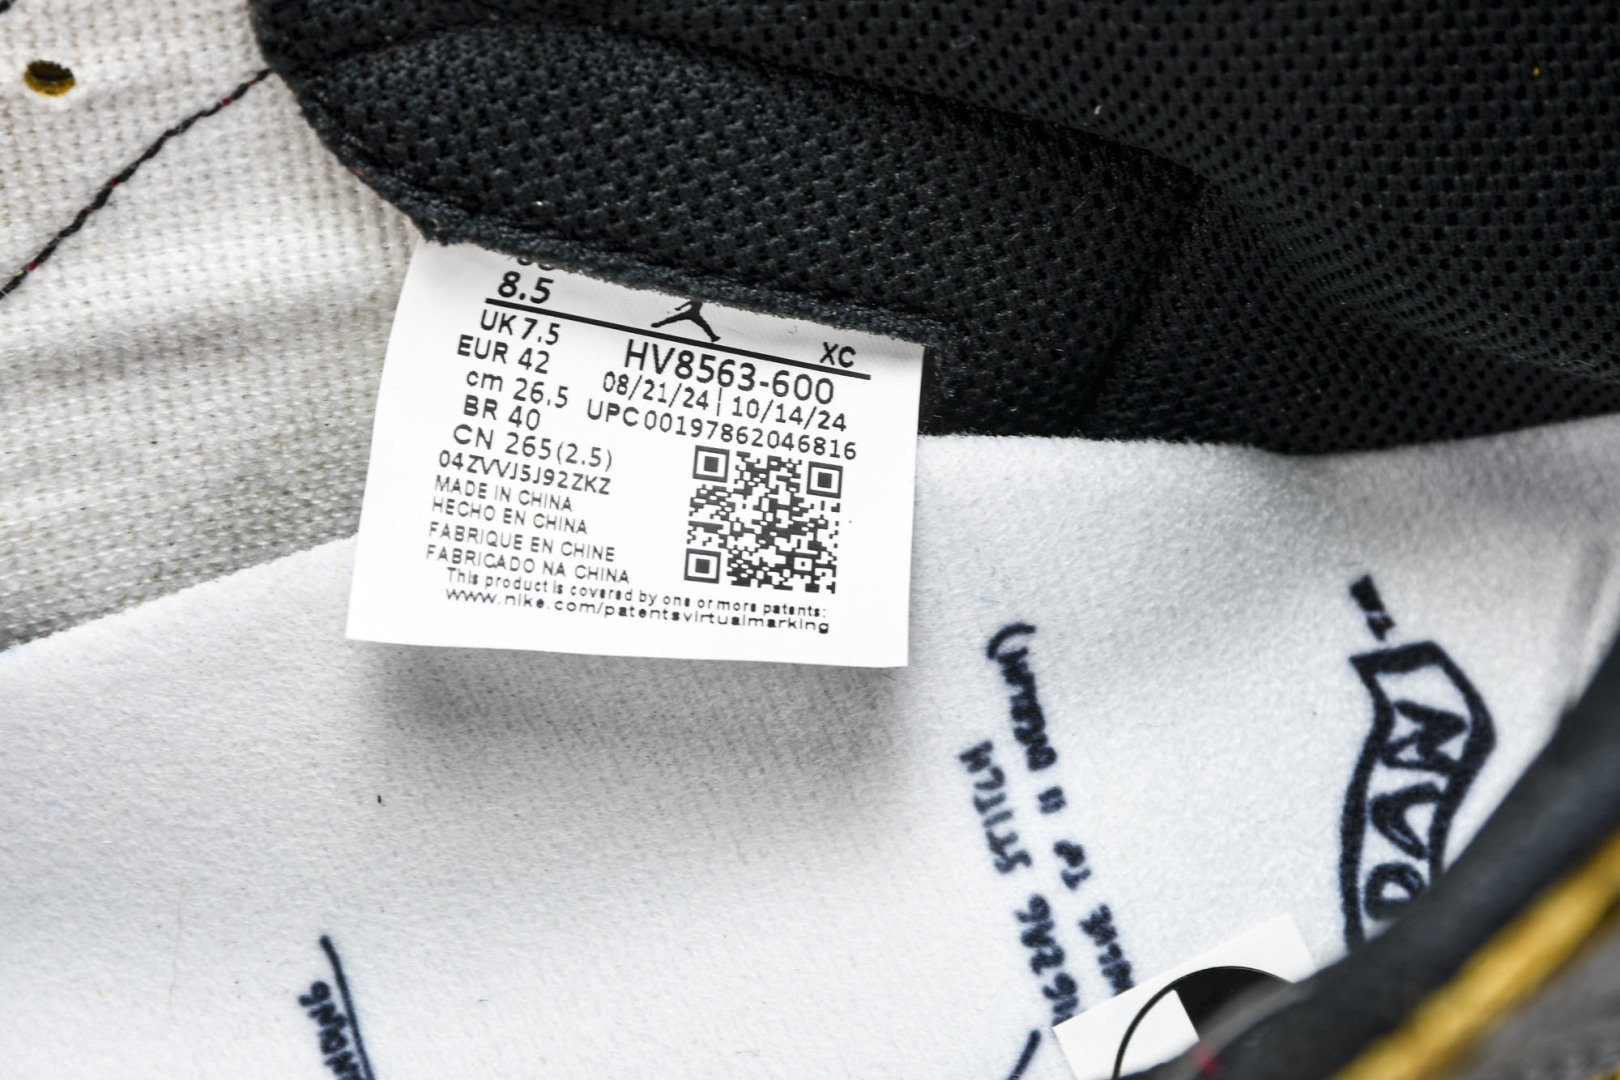 8.5
UK 7.5
EUR 42
cm 26.5
BR 40
CN 265(2.5)
04ZVVJ5J92ZKZ
MADE IN CHINA
HECHO EN CHINA
FABRIQUE EN CHINE
FABRICADO NA CHINA
XC
HV8563-600
08/21/24 | 10/14/24
UPC 00197862046816
This product is covered by one or more patents:
www.nike.com/patentsvirtualmarking
ZIGZAG STITCH